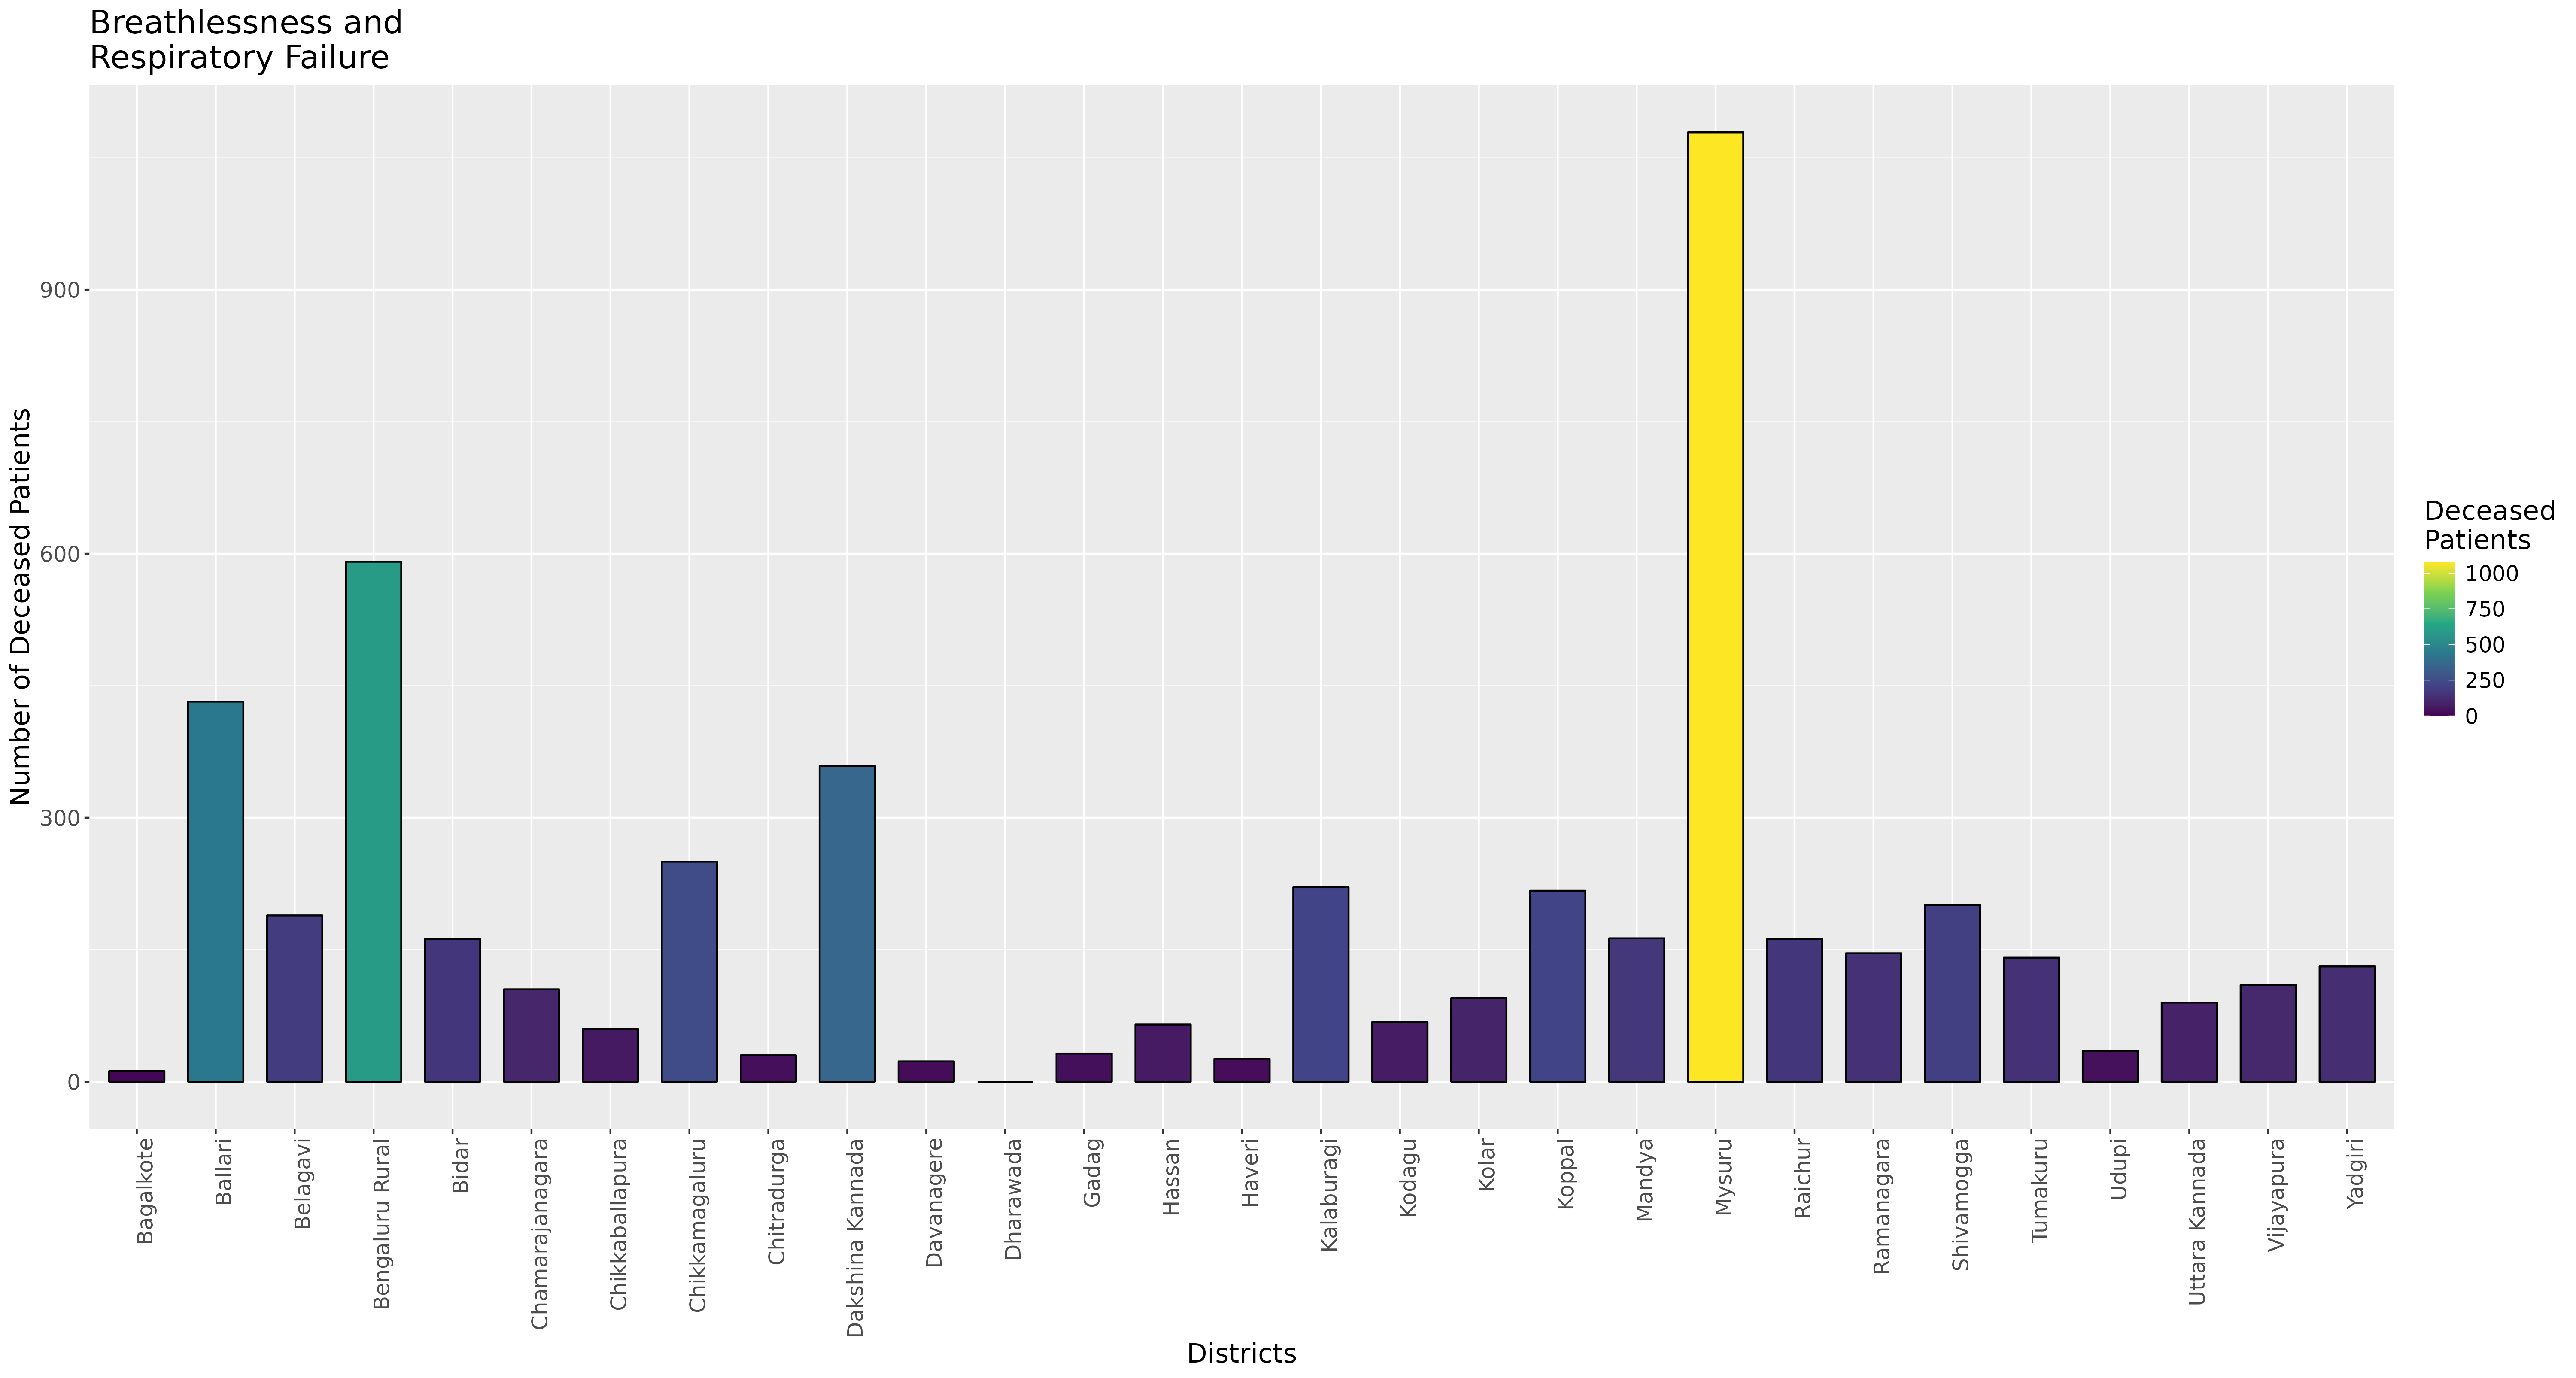 Breathlessness and
Respiratory Failure
Number of Deceased Patients
900
600
300
0
Bagalkote
Ballari
Belagavi
Bengaluru Rural
Bidar
Chamarajanagara
Chikkaballapura
Chikkamagaluru
Chitradurga
Dakshina Kannada
Davanagere
Dharawada
Gadag
Hassan
Haveri
Kalaburagi
Kodagu
Kolar
Koppal
Mandya
Mysuru
Raichur
Ramanagara
Shivamogga
Tumakuru
Udupi
Uttara Kannada
Vijayapura
Yadgiri
Districts
Deceased
Patients
1000
750
500
250
0